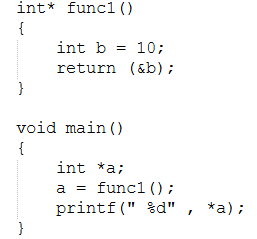 int* func1()
{
    int b = 10;
    return (&b);
}
void main()
{
    int *a;
    a = func1();
    printf(" %d" , *a);
}